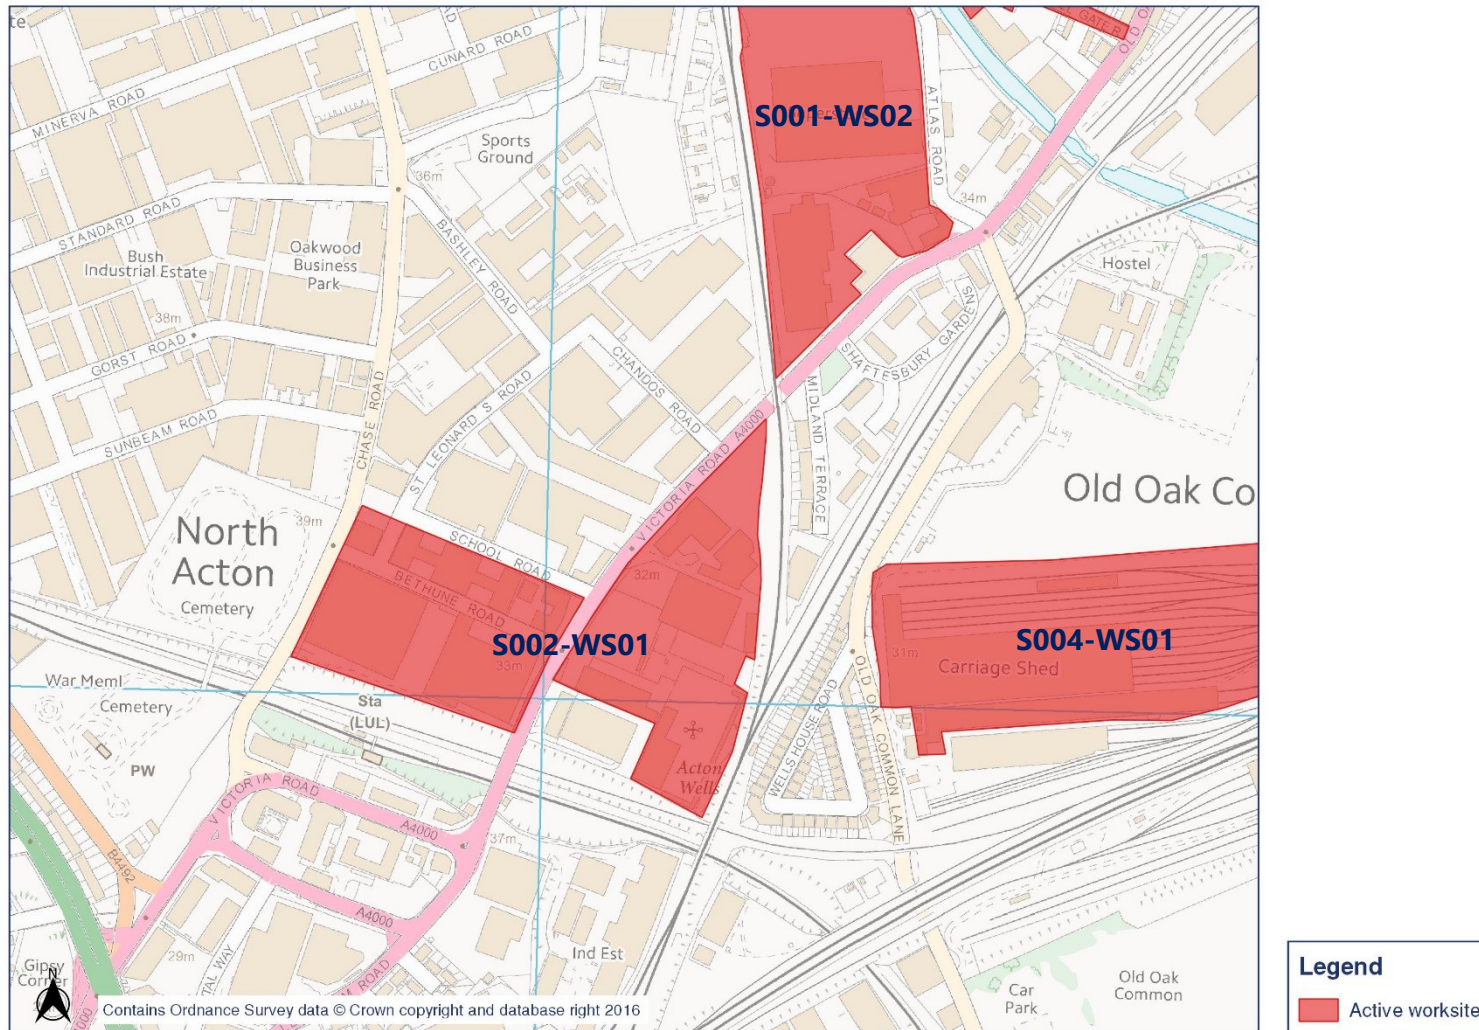 te
CUNARD ROAD
MINERVA ROAD
Sports
Ground
S001-WS02
ATLAS ROAD
36m
34m
STANDARD ROAD
BASHLEY ROAD
Bush
Industrial Estate
Oakwood
Business
Park
Hostel
38m
GORST ROAD
CHASE ROAD
SHAFTESBURY GARDENS
CHANDOS ROAD
ST LEONARD'S ROAD
SUNBEAM ROAD
MIDLAND TERRACE
VICTORIA ROAD A4000
Old Oak Co
39m
North
Acton
Cemetery
SCHOOL ROAD
BETHUNE ROAD
32m
S002-WS01
33m
S004-WS01
31m
Carriage Shed
War Meml
Cemetery
Sta
(LUL)
WELLS HOUSE ROAD
OLD OAK COMMON LANE
PW
Acton
Wells
VICTORIA ROAD
A4000
37m
B4492
A4000
Ind Est
29m
Gipsy
Corner
N
Car
Park
Old Oak
Common
Contains Ordnance Survey data © Crown copyright and database right 2016
Legend
Active worksite